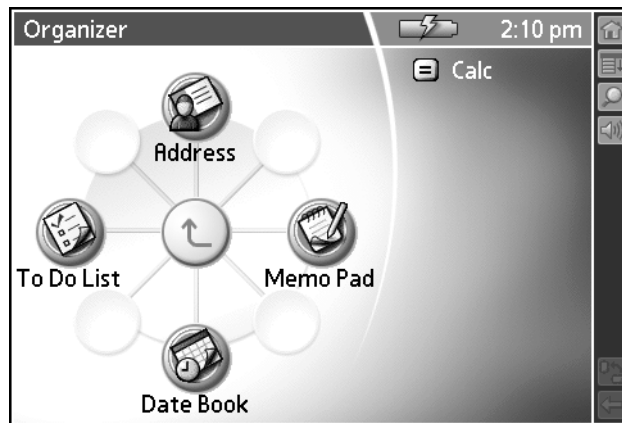 Organizer
2:10 pm
Calc
Address
To Do List
Memo Pad
Date Book